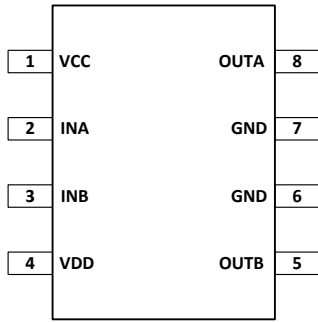 1 VCC OUTA 8
2 INA GND 7
3 INB GND 6
4 VDD OUTB 5